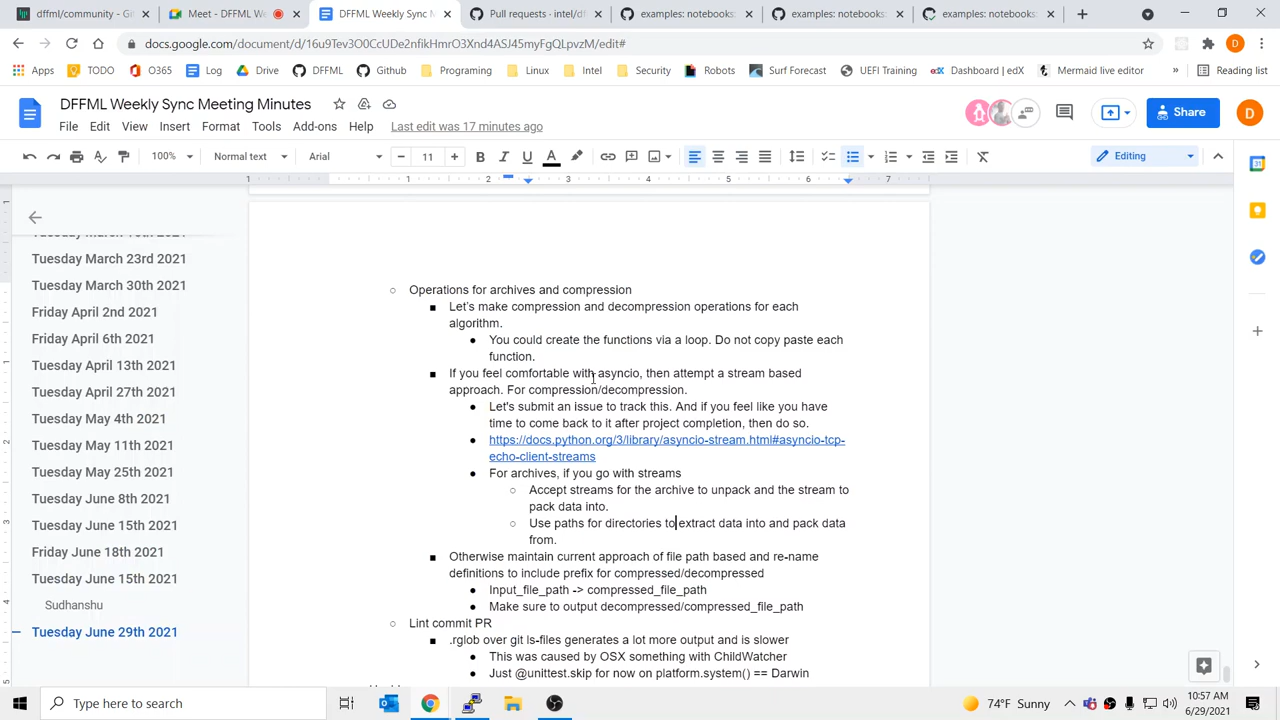 dffml/community - Git
Meet - DFFML We
DFFML Weekly Sync M
Pull requests · intel/df
examples: notebooks:
examples: notebooks:
examples: notebooks:
docs.google.com/document/d/16u9Tev3O0CcUDe2nfikHmrO3Xnd4ASJ45myFgQLpvzM/edit#
Apps
TODO
O365
Log
Drive
DFFML
Github
Programing
Linux
Intel
Security
Robots
Surf Forecast
UEFI Training
Dashboard | edX
Mermaid live editor
»
Reading list
DFFML Weekly Sync Meeting Minutes
File Edit View Insert Format Tools Add-ons Help Last edit was 17 minutes ago
Share
D
100%
Normal text
Arial
11
B I U A
Editing
1 1 2 3 4 5 6 7
Tuesday March 23rd 2021
Tuesday March 30th 2021
Friday April 2nd 2021
Friday April 6th 2021
Tuesday April 13th 2021
Tuesday April 27th 2021
Tuesday May 4th 2021
Tuesday May 11th 2021
Tuesday May 25th 2021
Tuesday June 8th 2021
Tuesday June 15th 2021
Friday June 18th 2021
Tuesday June 15th 2021
Sudhanshu
Tuesday June 29th 2021
Operations for archives and compression
Let's make compression and decompression operations for each
algorithm.
You could create the functions via a loop. Do not copy paste each
function.
If you feel comfortable with asyncio, then attempt a stream based
approach. For compression/decompression.
Let's submit an issue to track this. And if you feel like you have
time to come back to it after project completion, then do so.
https://docs.python.org/3/library/asyncio-stream.html#asyncio-tcp-
echo-client-streams
For archives, if you go with streams
Accept streams for the archive to unpack and the stream to
pack data into.
Use paths for directories to extract data into and pack data
from.
Otherwise maintain current approach of file path based and re-name
definitions to include prefix for compressed/decompressed
Input_file_path -> compressed_file_path
Make sure to output decompressed/compressed_file_path
Lint commit PR
.rglob over git ls-files generates a lot more output and is slower
This was caused by OSX something with ChildWatcher
Just @unittest.skip for now on platform.system() == Darwin
Type here to search
74°F Sunny
10:57 AM
6/29/2021